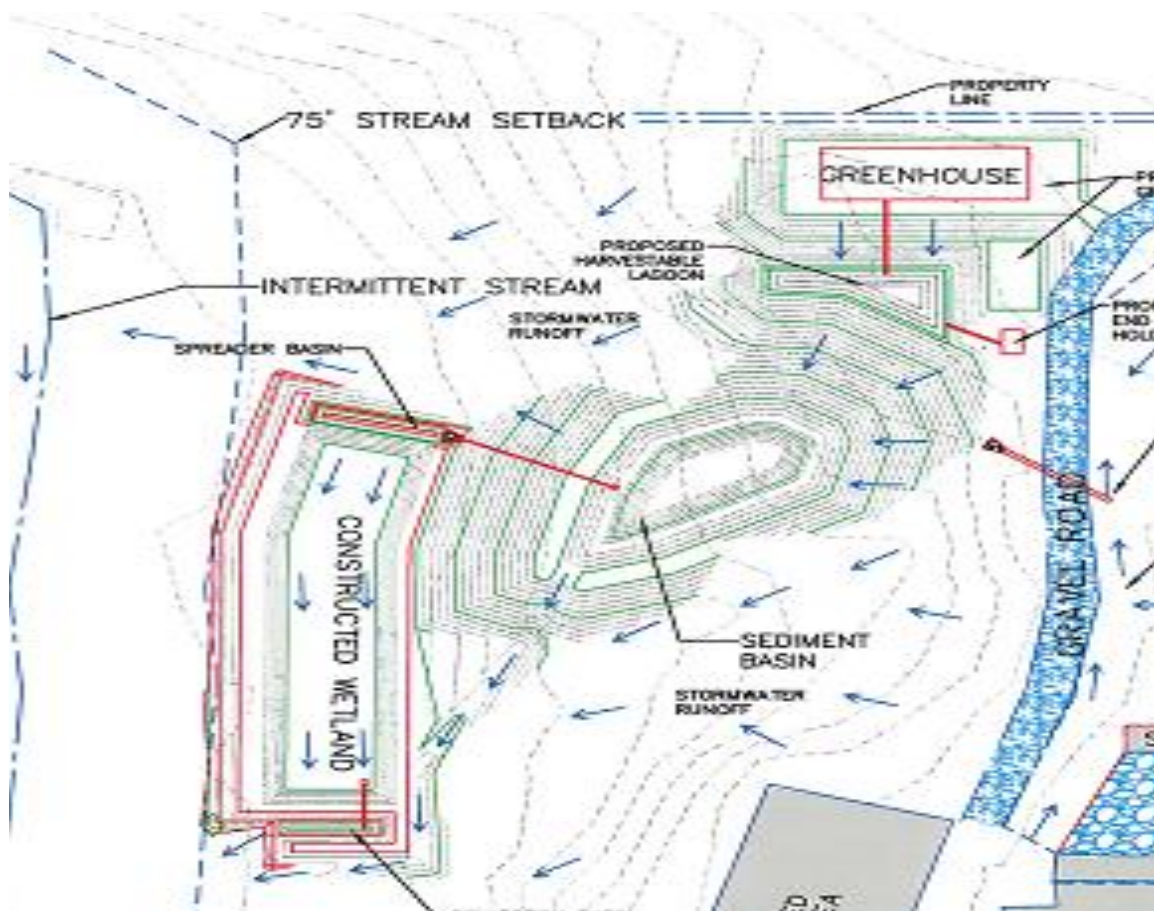 PROPERTY
LINE
75' STREAM SETBACK
GREENHOUSE
PROPOSED
HARVESTABLE
LAGOON
INTERMITTENT STREAM
STORMWATER
RUNOFF
END
SPREADER BASIN
GRAVEL ROAD
CONSTRUCTED WETLAND
SEDIMENT
BASIN
STORMWATER
RUNOFF